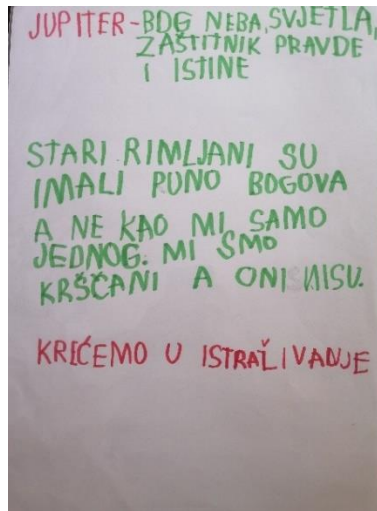 JUPITER-BOG NEBA, SVJETLA,
ZAŠTITNIK PRAVDE
I ISTINE
STARI RIMLJANI SU
IMALI PUNO BOGOVA
A NE KAO MI SAMO
JEDNOG. MI SMO
KRŠČANI A ONI NISU.
KREĆEMO U ISTRAŽIVANJE